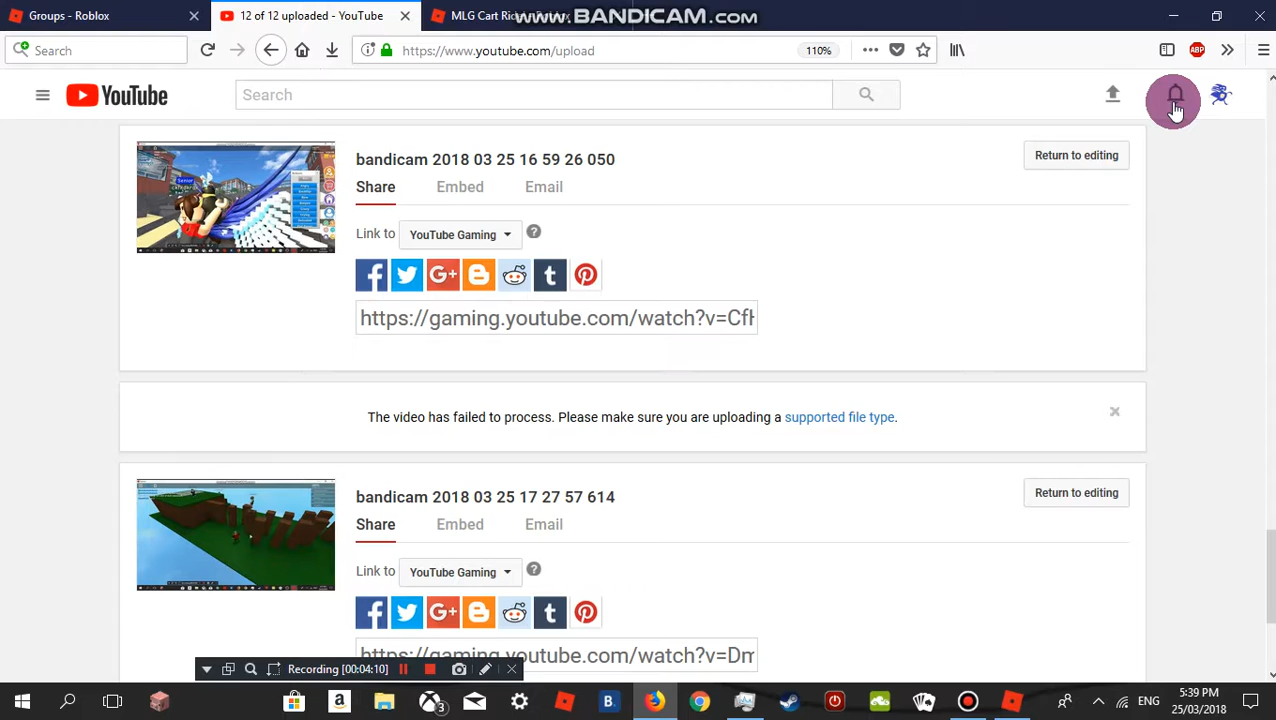 Groups - Roblox
12 of 12 uploaded - YouTube
MLG Cart Ride
www.BANDICAM.com
Search
https://www.youtube.com/upload
110%
ABP
YouTube
Search
bandicam 2018 03 25 16 59 26 050
Return to editing
Share
Embed
Email
Link to
YouTube Gaming
https://gaming.youtube.com/watch?v=Cf
The video has failed to process. Please make sure you are uploading a supported file type.
bandicam 2018 03 25 17 27 57 614
Return to editing
Share
Embed
Email
Link to
YouTube Gaming
https://gaming.youtube.com/watch?v=Dm
Recording [00:04:10]
ENG
5:39 PM
25/03/2018